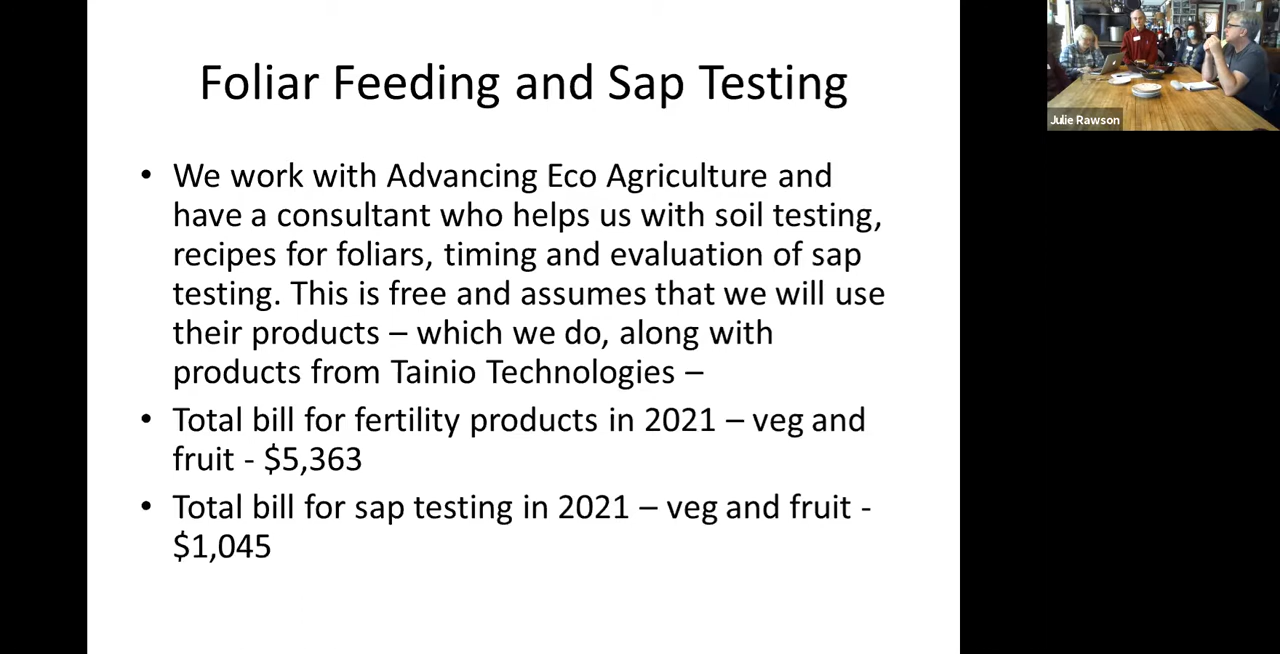 Foliar Feeding and Sap Testing
• We work with Advancing Eco Agriculture and
have a consultant who helps us with soil testing,
recipes for foliars, timing and evaluation of sap
testing. This is free and assumes that we will use
their products – which we do, along with
products from Tainio Technologies –
• Total bill for fertility products in 2021 – veg and
fruit - $5,363
• Total bill for sap testing in 2021 – veg and fruit -
$1,045
Julie Rawson